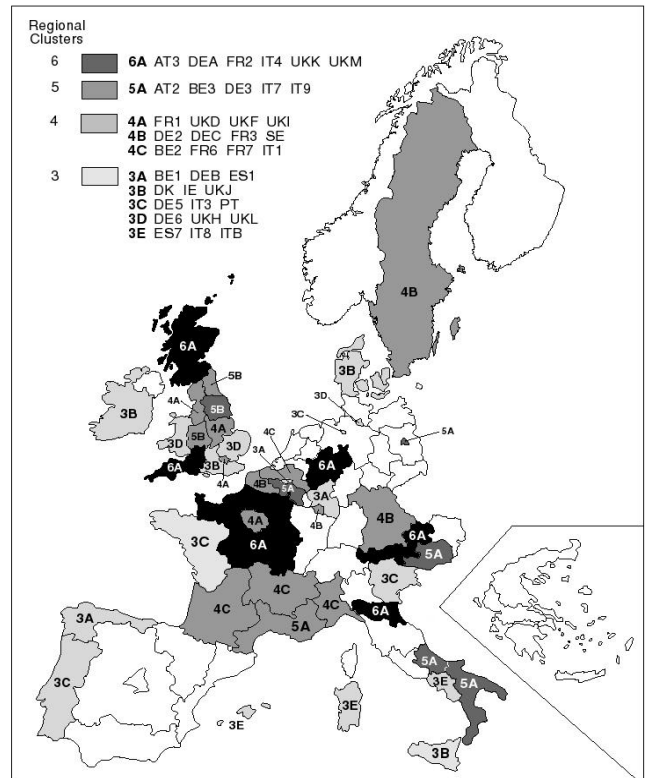 Regional
Clusters
6 6A AT3 DEA FR2 IT4 UKK UKM
5 5A AT2 BE3 DE3 IT7 IT9
4 4A FR1 UKD UKF UKI
4B DE2 DEC FR3 SE
4C BE2 FR6 FR7 IT1
3 3A BE1 DEB ES1
3B DK IE UKJ
3C DE5 IT3 PT
3D DE6 UKH UKL
3E ES7 IT8 ITB
4B
6A
5B
3B
4A
5B
3D
3B
4A
3C
5A
4C
3D
5B
3D
3A
6A
6A
3B
4A
4B
5A
3A
4B
4B
4A
6A
6A
5A
3C
3C
4C
4C
4C
6A
5A
3A
5A
3E
5A
3C
3E
3E
3B